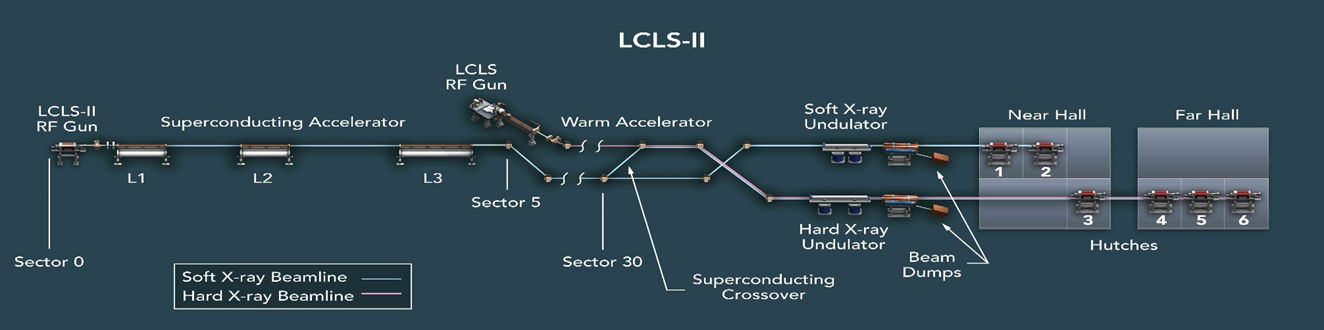 LCLS-II
LCLS
RF Gun
LCLS-II
RF Gun
Superconducting Accelerator
Warm Accelerator
Soft X-ray
Undulator
Near Hall
Far Hall
L1
L2
L3
1
2
Sector 5
3
4
5
6
Sector 0
Sector 30
Hard X-ray
Undulator
Hutches
Beam
Dumps
Superconducting
Crossover
Soft X-ray Beamline
Hard X-ray Beamline